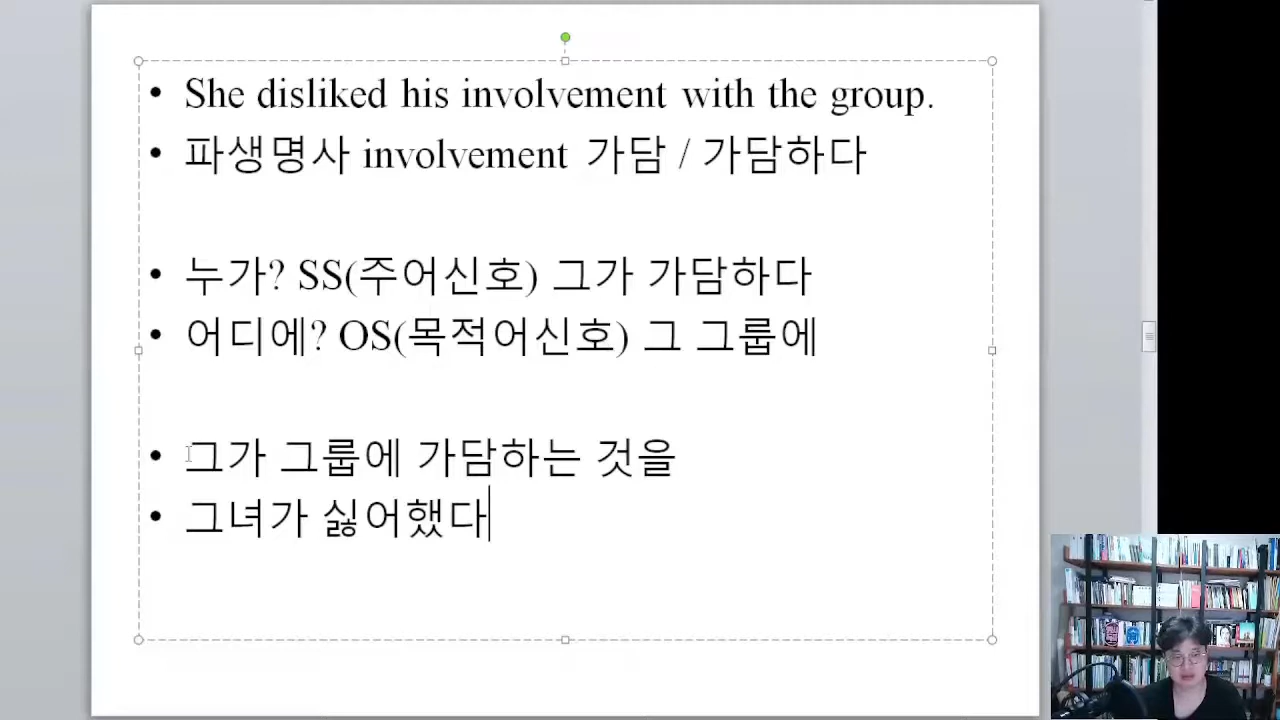 • She disliked his involvement with the group.
• 파생명사 involvement 가담 / 가담하다
• 누가? SS(주어신호) 그가 가담하다
• 어디에? OS(목적어신호) 그 그룹에
• 그가 그룹에 가담하는 것을
• 그녀가 싫어했다